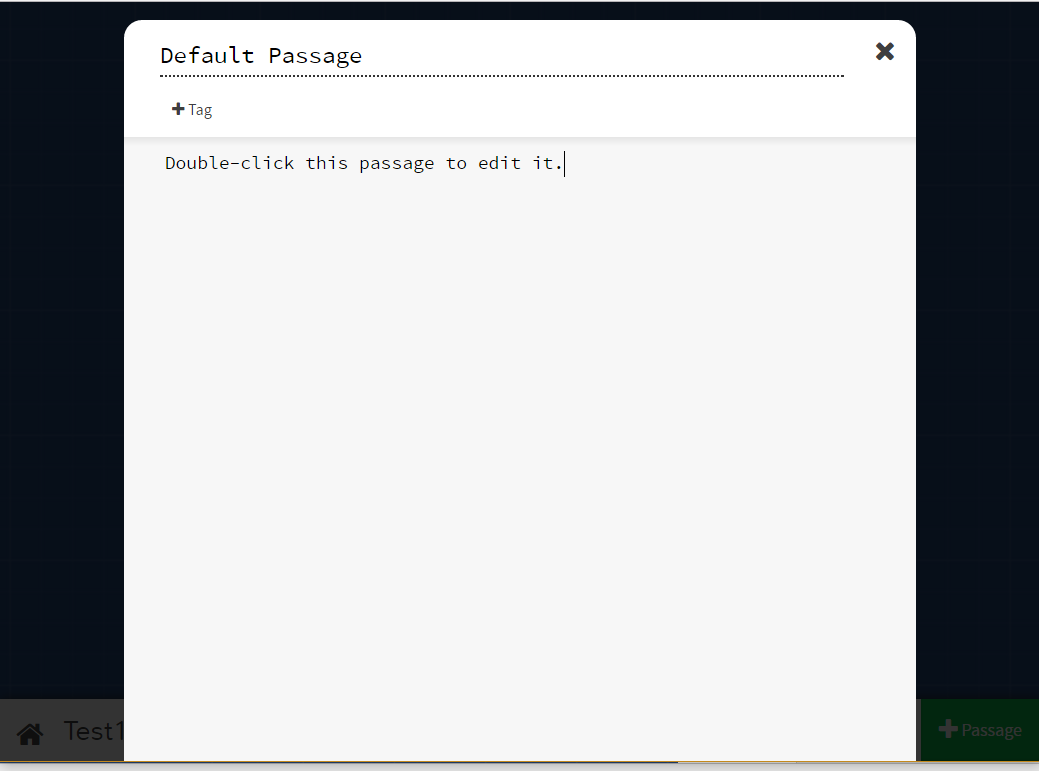 Default Passage
Tag
Double-click this passage to edit it.
Test1
Passage